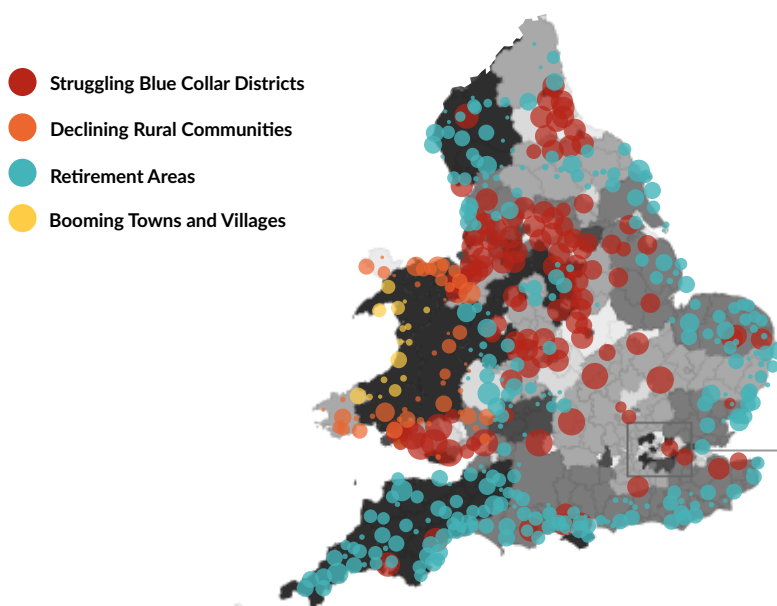 Struggling Blue Collar Districts
Declining Rural Communities
Retirement Areas
Booming Towns and Villages